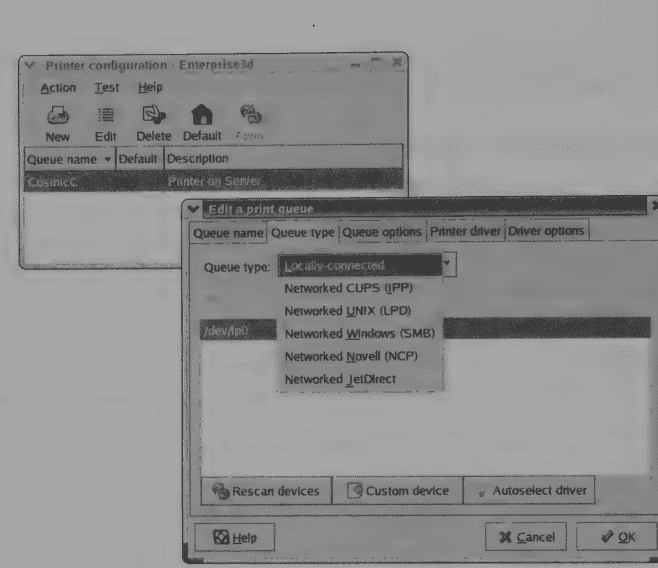 Printer configuration - Enterprise3d
Action Test Help
New Edit Delete Default Apply
Queue name Default Description
CosmicC Printer on Server
Edit a print queue
Queue name Queue type Queue options Printer driver Driver options
Queue type: Locally-connected
Networked CUPS (IPP)
Networked UNIX (LPD)
/dev/lp0
Networked Windows (SMB)
Networked Novell (NCP)
Networked JetDirect
Rescan devices Custom device Autoselect driver
Help Cancel OK